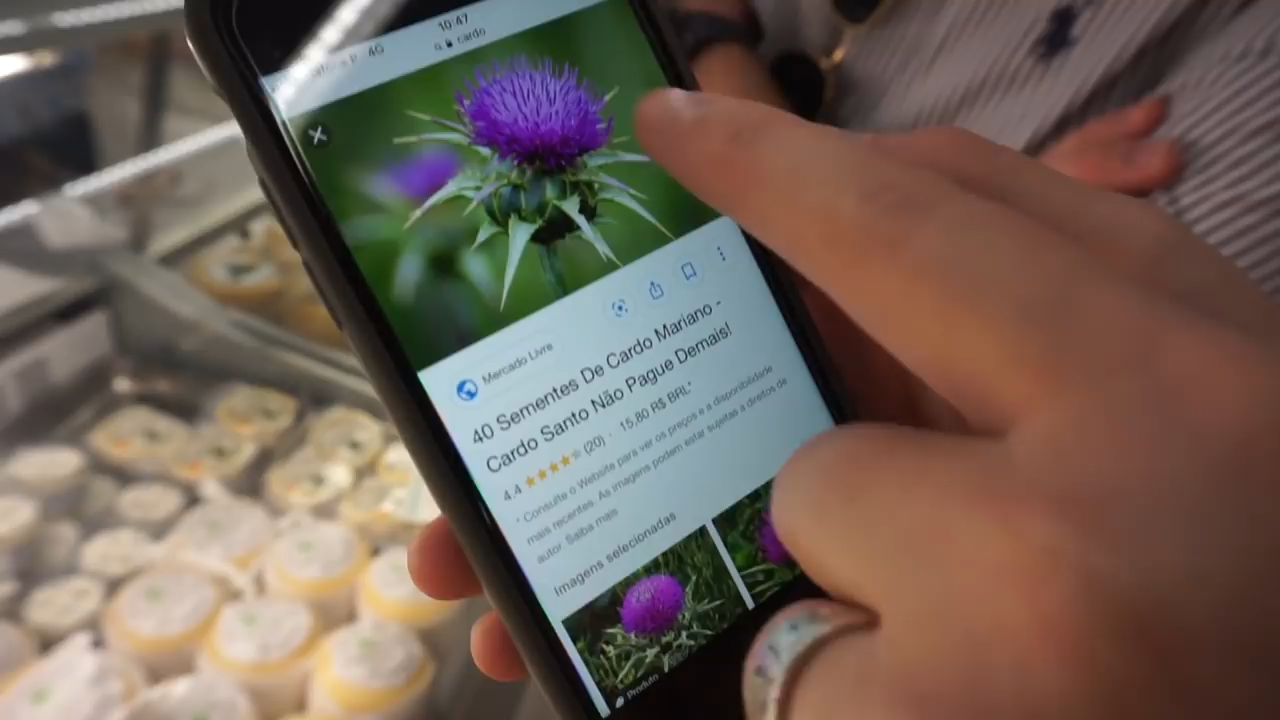 10:47
4G
cardo
Mercado Livre
40 Sementes De Cardo Mariano -
Cardo Santo Não Pague Demais!
4.4 (20) · 15,80 R$ BRL*
* Consulte o Website para ver os preços e a disponibilidade
mais recentes. As imagens podem estar sujeitas a direitos de
autor. Saiba mais
Imagens selecionadas
Produto